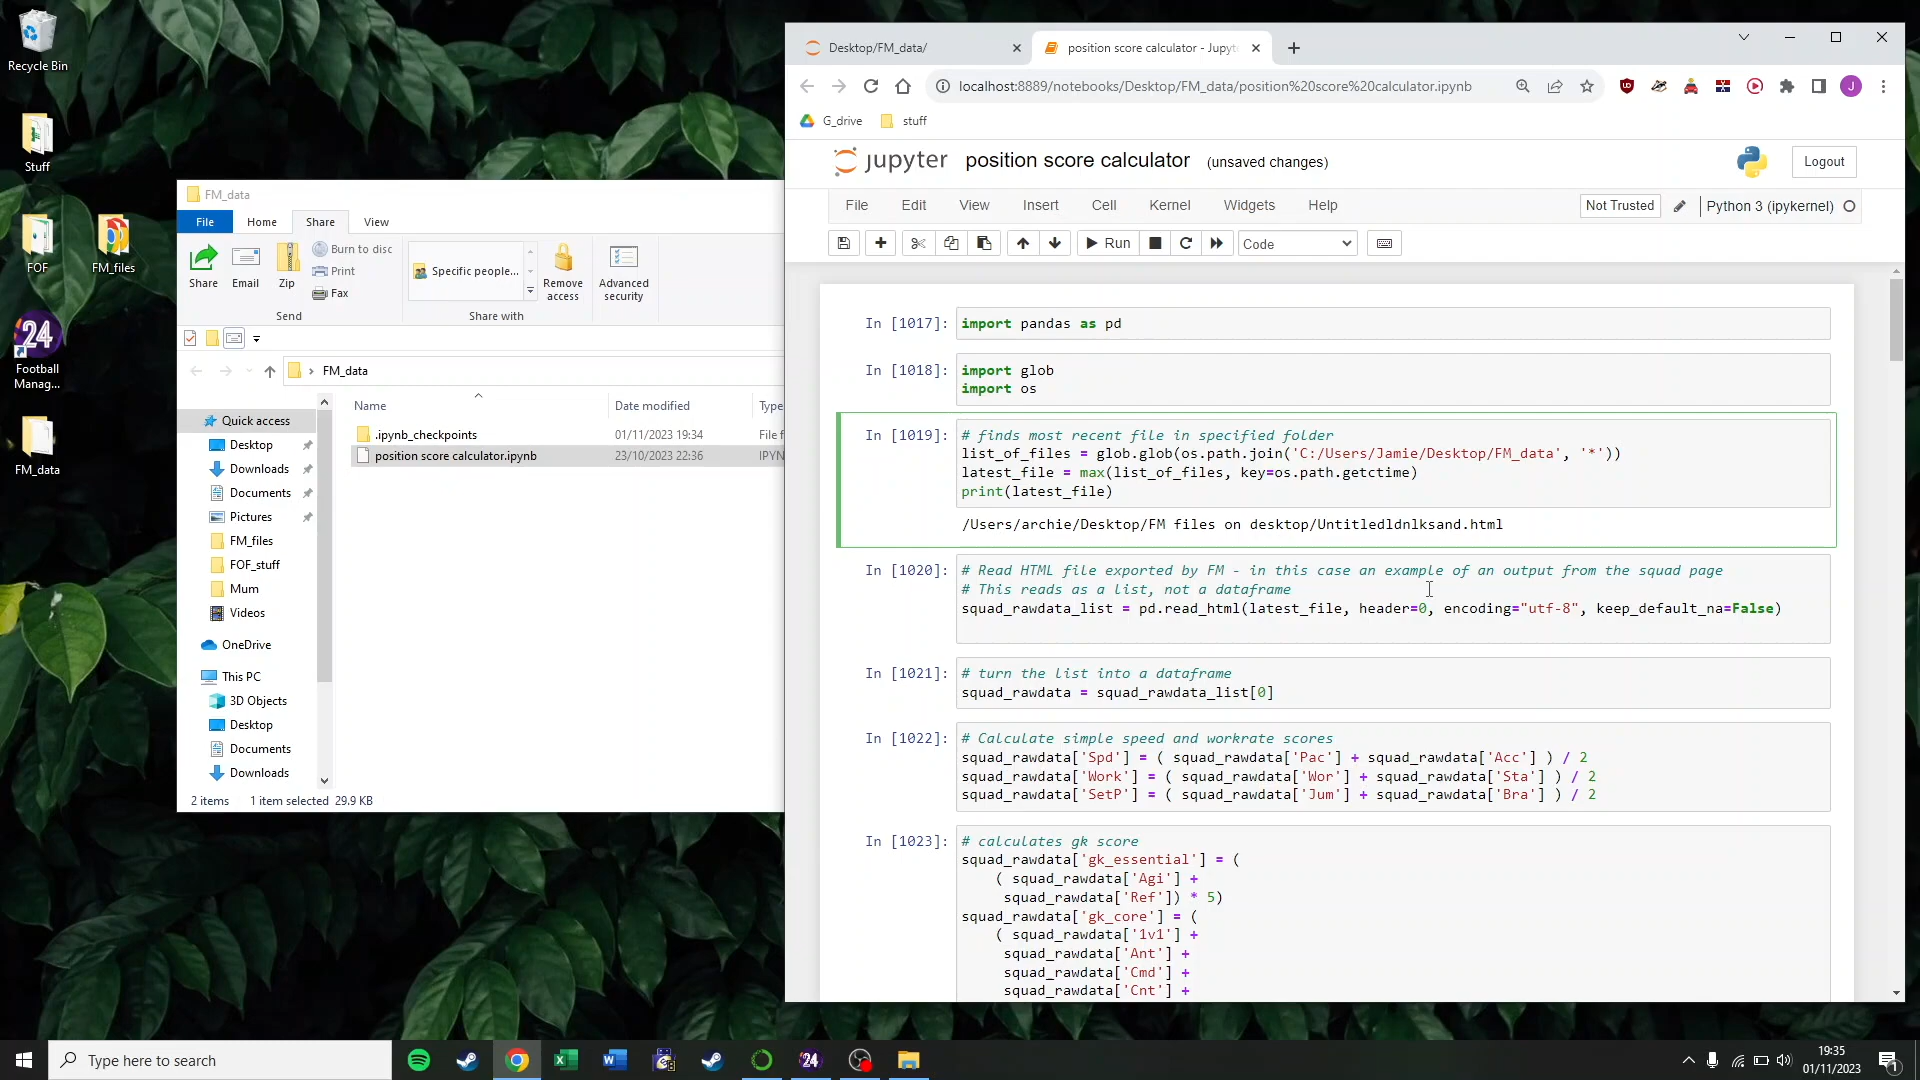 Recycle Bin
Stuff
FOF
FM_files
24
Football
Manag...
FM_data
FM_data
File
Home
Share
View
Share
Email
Zip
Burn to disc
Print
Fax
Send
Specific people...
Remove
access
Advanced
security
Share with
FM_data
Name
Date modified
Type
.ipynb_checkpoints
01/11/2023 19:34
File f
position score calculator.ipynb
23/10/2023 22:36
IPYN
Quick access
Desktop
Downloads
Documents
Pictures
FM_files
FOF_stuff
Mum
Videos
OneDrive
This PC
3D Objects
Desktop
Documents
Downloads
2 items
1 item selected 29.9 KB
Desktop/FM_data/
position score calculator - Jupyt
localhost:8889/notebooks/Desktop/FM_data/position%20score%20calculator.ipynb
J
G_drive
stuff
jupyter
position score calculator
(unsaved changes)
Logout
File
Edit
View
Insert
Cell
Kernel
Widgets
Help
Not Trusted
Python 3 (ipykernel)
Run
Code
In [1017]:
import pandas as pd
In [1018]:
import glob
import os
In [1019]:
# finds most recent file in specified folder
list_of_files = glob.glob(os.path.join('C:/Users/Jamie/Desktop/FM_data', '*'))
latest_file = max(list_of_files, key=os.path.getctime)
print(latest_file)
/Users/archie/Desktop/FM files on desktop/Untitledldnlksand.html
In [1020]:
# Read HTML file exported by FM - in this case an example of an output from the squad page
# This reads as a list, not a dataframe
squad_rawdata_list = pd.read_html(latest_file, header=0, encoding="utf-8", keep_default_na=False)
In [1021]:
# turn the list into a dataframe
squad_rawdata = squad_rawdata_list[0]
In [1022]:
# Calculate simple speed and workrate scores
squad_rawdata['Spd'] = ( squad_rawdata['Pac'] + squad_rawdata['Acc'] ) / 2
squad_rawdata['Work'] = ( squad_rawdata['Wor'] + squad_rawdata['Sta'] ) / 2
squad_rawdata['SetP'] = ( squad_rawdata['Jum'] + squad_rawdata['Bra'] ) / 2
In [1023]:
# calculates gk score
squad_rawdata['gk_essential'] = (
( squad_rawdata['Agi'] +
squad_rawdata['Ref']) * 5)
squad_rawdata['gk_core'] = (
( squad_rawdata['1v1'] +
squad_rawdata['Ant'] +
squad_rawdata['Cmd'] +
squad_rawdata['Cnt'] +
Type here to search
24
19:35
01/11/2023
1